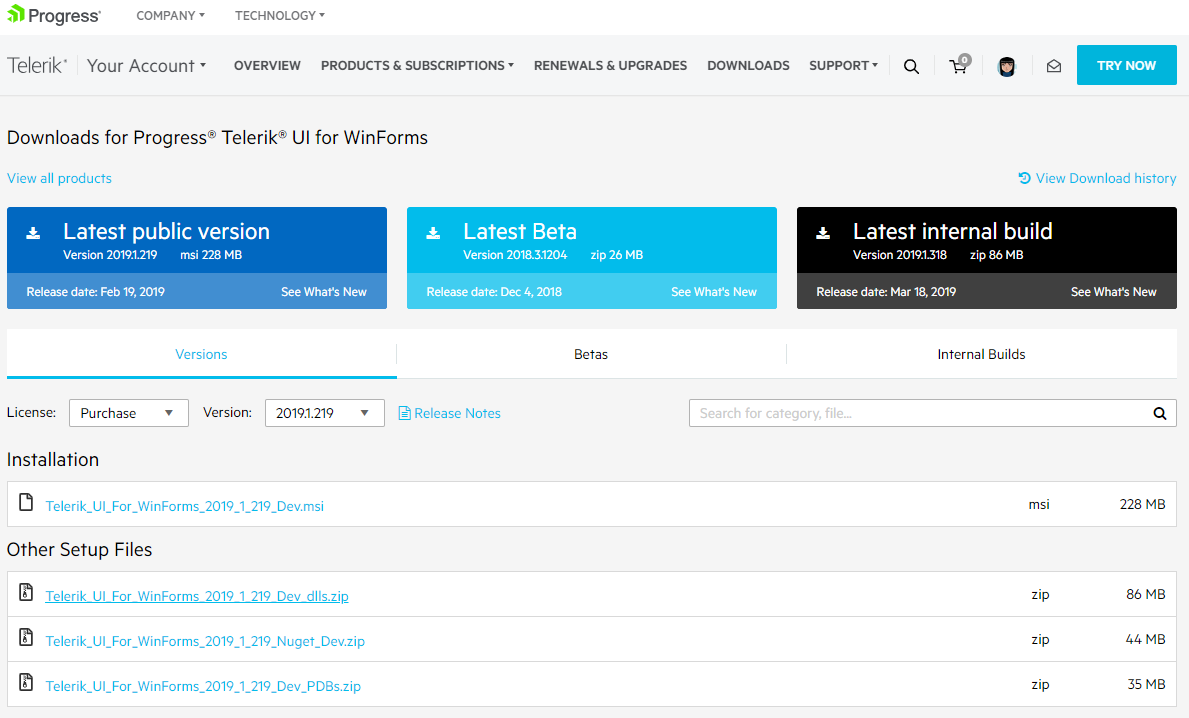 Progress® COMPANY TECHNOLOGY
Telerik® Your Account OVERVIEW PRODUCTS & SUBSCRIPTIONS RENEWALS & UPGRADES DOWNLOADS SUPPORT 0 TRY NOW
Downloads for Progress® Telerik® UI for WinForms
View all products View Download history
Latest public version
Version 2019.1.219 msi 228 MB
Release date: Feb 19, 2019 See What's New
Latest Beta
Version 2018.3.1204 zip 26 MB
Release date: Dec 4, 2018 See What's New
Latest internal build
Version 2019.1.318 zip 86 MB
Release date: Mar 18, 2019 See What's New
Versions Betas Internal Builds
License: Purchase Version: 2019.1.219 Release Notes Search for category, file...
Installation
Telerik_UI_For_WinForms_2019_1_219_Dev.msi msi 228 MB
Other Setup Files
Telerik_UI_For_WinForms_2019_1_219_Dev_dlls.zip zip 86 MB
Telerik_UI_For_WinForms_2019_1_219_Nuget_Dev.zip zip 44 MB
Telerik_UI_For_WinForms_2019_1_219_Dev_PDBs.zip zip 35 MB